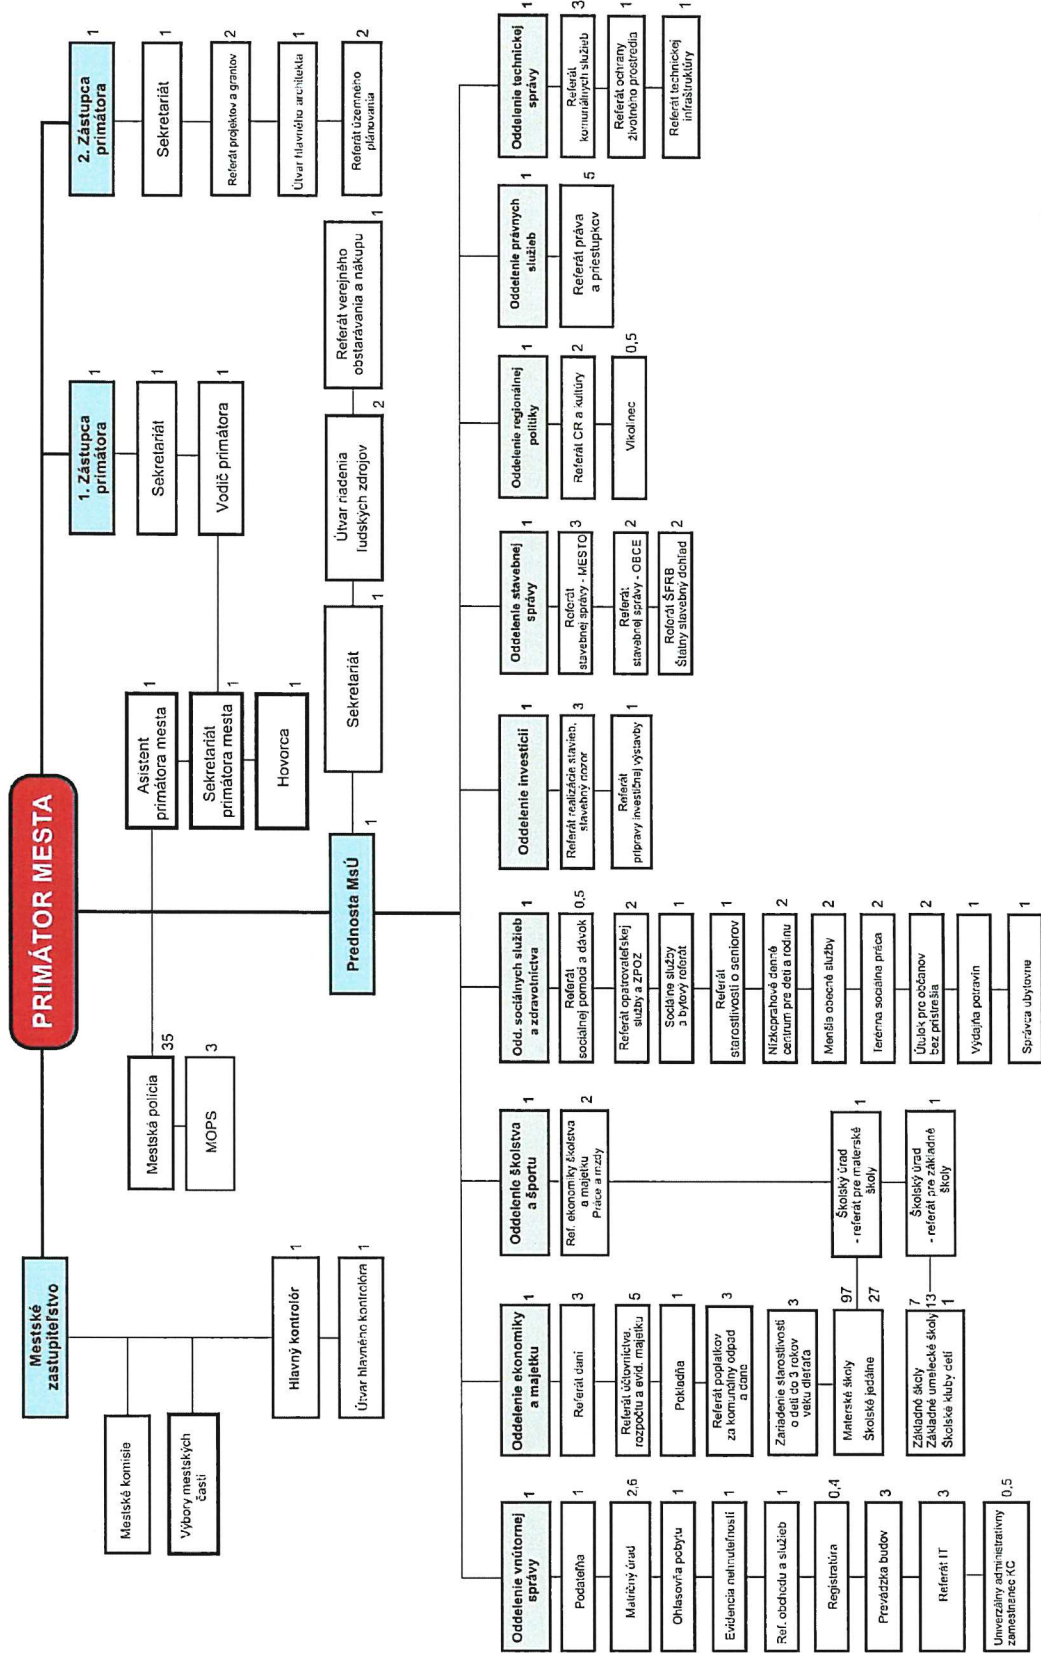 PRIMÁTOR MESTA
Mestské
zastupiteľstvo
Mestské komisie
Výbory mestských
častí
Hlavný kontrolór
1
Útvar hlavného kontrolóra
1
Mestská polícia
35
MOPS
3
Asistent
primátora mesta
1
Sekretariát
primátora mesta
1
Hovorca
1
1. Zástupca
primátora
1
Sekretariát
1
Vodič primátora
1
2. Zástupca
primátora
1
Sekretariát
1
Referát projektov a grantov
2
Útvar hlavného architekta
1
Referát územného
plánovania
2
Prednosta MsÚ
1
Sekretariát
1
Útvar riadenia
ľudských zdrojov
2
Referát verejného
obstarávania a nákupu
1
Oddelenie vnútornej
správy
1
Podateľňa
1
Matričný úrad
2,6
Ohlasovňa pobytu
1
Evidencia nehnuteľností
1
Ref. obchodu a služieb
1
Registratúra
0,4
Prevádzka budov
3
Referát IT
3
Univerzálny administratívny
zamestnanec KC
0,5
Oddelenie ekonomiky
a majetku
1
Referát daní
3
Referát účtovníctva,
rozpočtu a evid. majetku
5
Pokladňa
1
Referát poplatkov
za komunálny odpad
a dane
3
Zariadenie starostlivosti
o deti do 3 rokov
veku dieťaťa
3
Materské školy
97
Školské jedálne
27
Základné školy
7
Základné umelecké školy
13
Školské kluby detí
1
Oddelenie školstva
a športu
1
Ref. ekonomiky školstva
a majetku
Práce a mzdy
2
Školský úrad
- referát pre materské
školy
1
Školský úrad
- referát pre základné
školy
1
Odd. sociálnych služieb
a zdravotníctva
1
Referát
sociálnej pomoci a dávok
0,5
Referát opatrovateľskej
služby a ZPOZ
2
Sociálne služby
a bytový referát
1
Referát
starostlivosti o seniorov
1
Nízkoprahové denné
centrum pre deti a rodinu
2
Menšie obecné služby
2
Terénna sociálna práca
2
Útulok pro občanov
bez prístrešia
2
Výdajňa potravín
1
Správca ubytovne
1
Oddelenie investícií
1
Referát realizácie stavieb,
stavebný dozor
3
Referát
prípravy investičnej výstavby
1
Oddelenie stavebnej
správy
1
Referát
stavebnej správy - MESTO
3
Referát
stavebnej správy - OBCE
2
Referát ŠFRB
Štátny stavebný dohľad
2
Oddelenie regionálnej
politiky
1
Referát CR a kultúry
2
Vlkolínec
0,5
Oddelenie právnych
služieb
1
Referát práva
a priestupkov
5
Oddelenie technickej
správy
1
Referát
komunálnych služieb
3
Referát ochrany
životného prostredia
1
Referát technickej
infraštruktúry
1